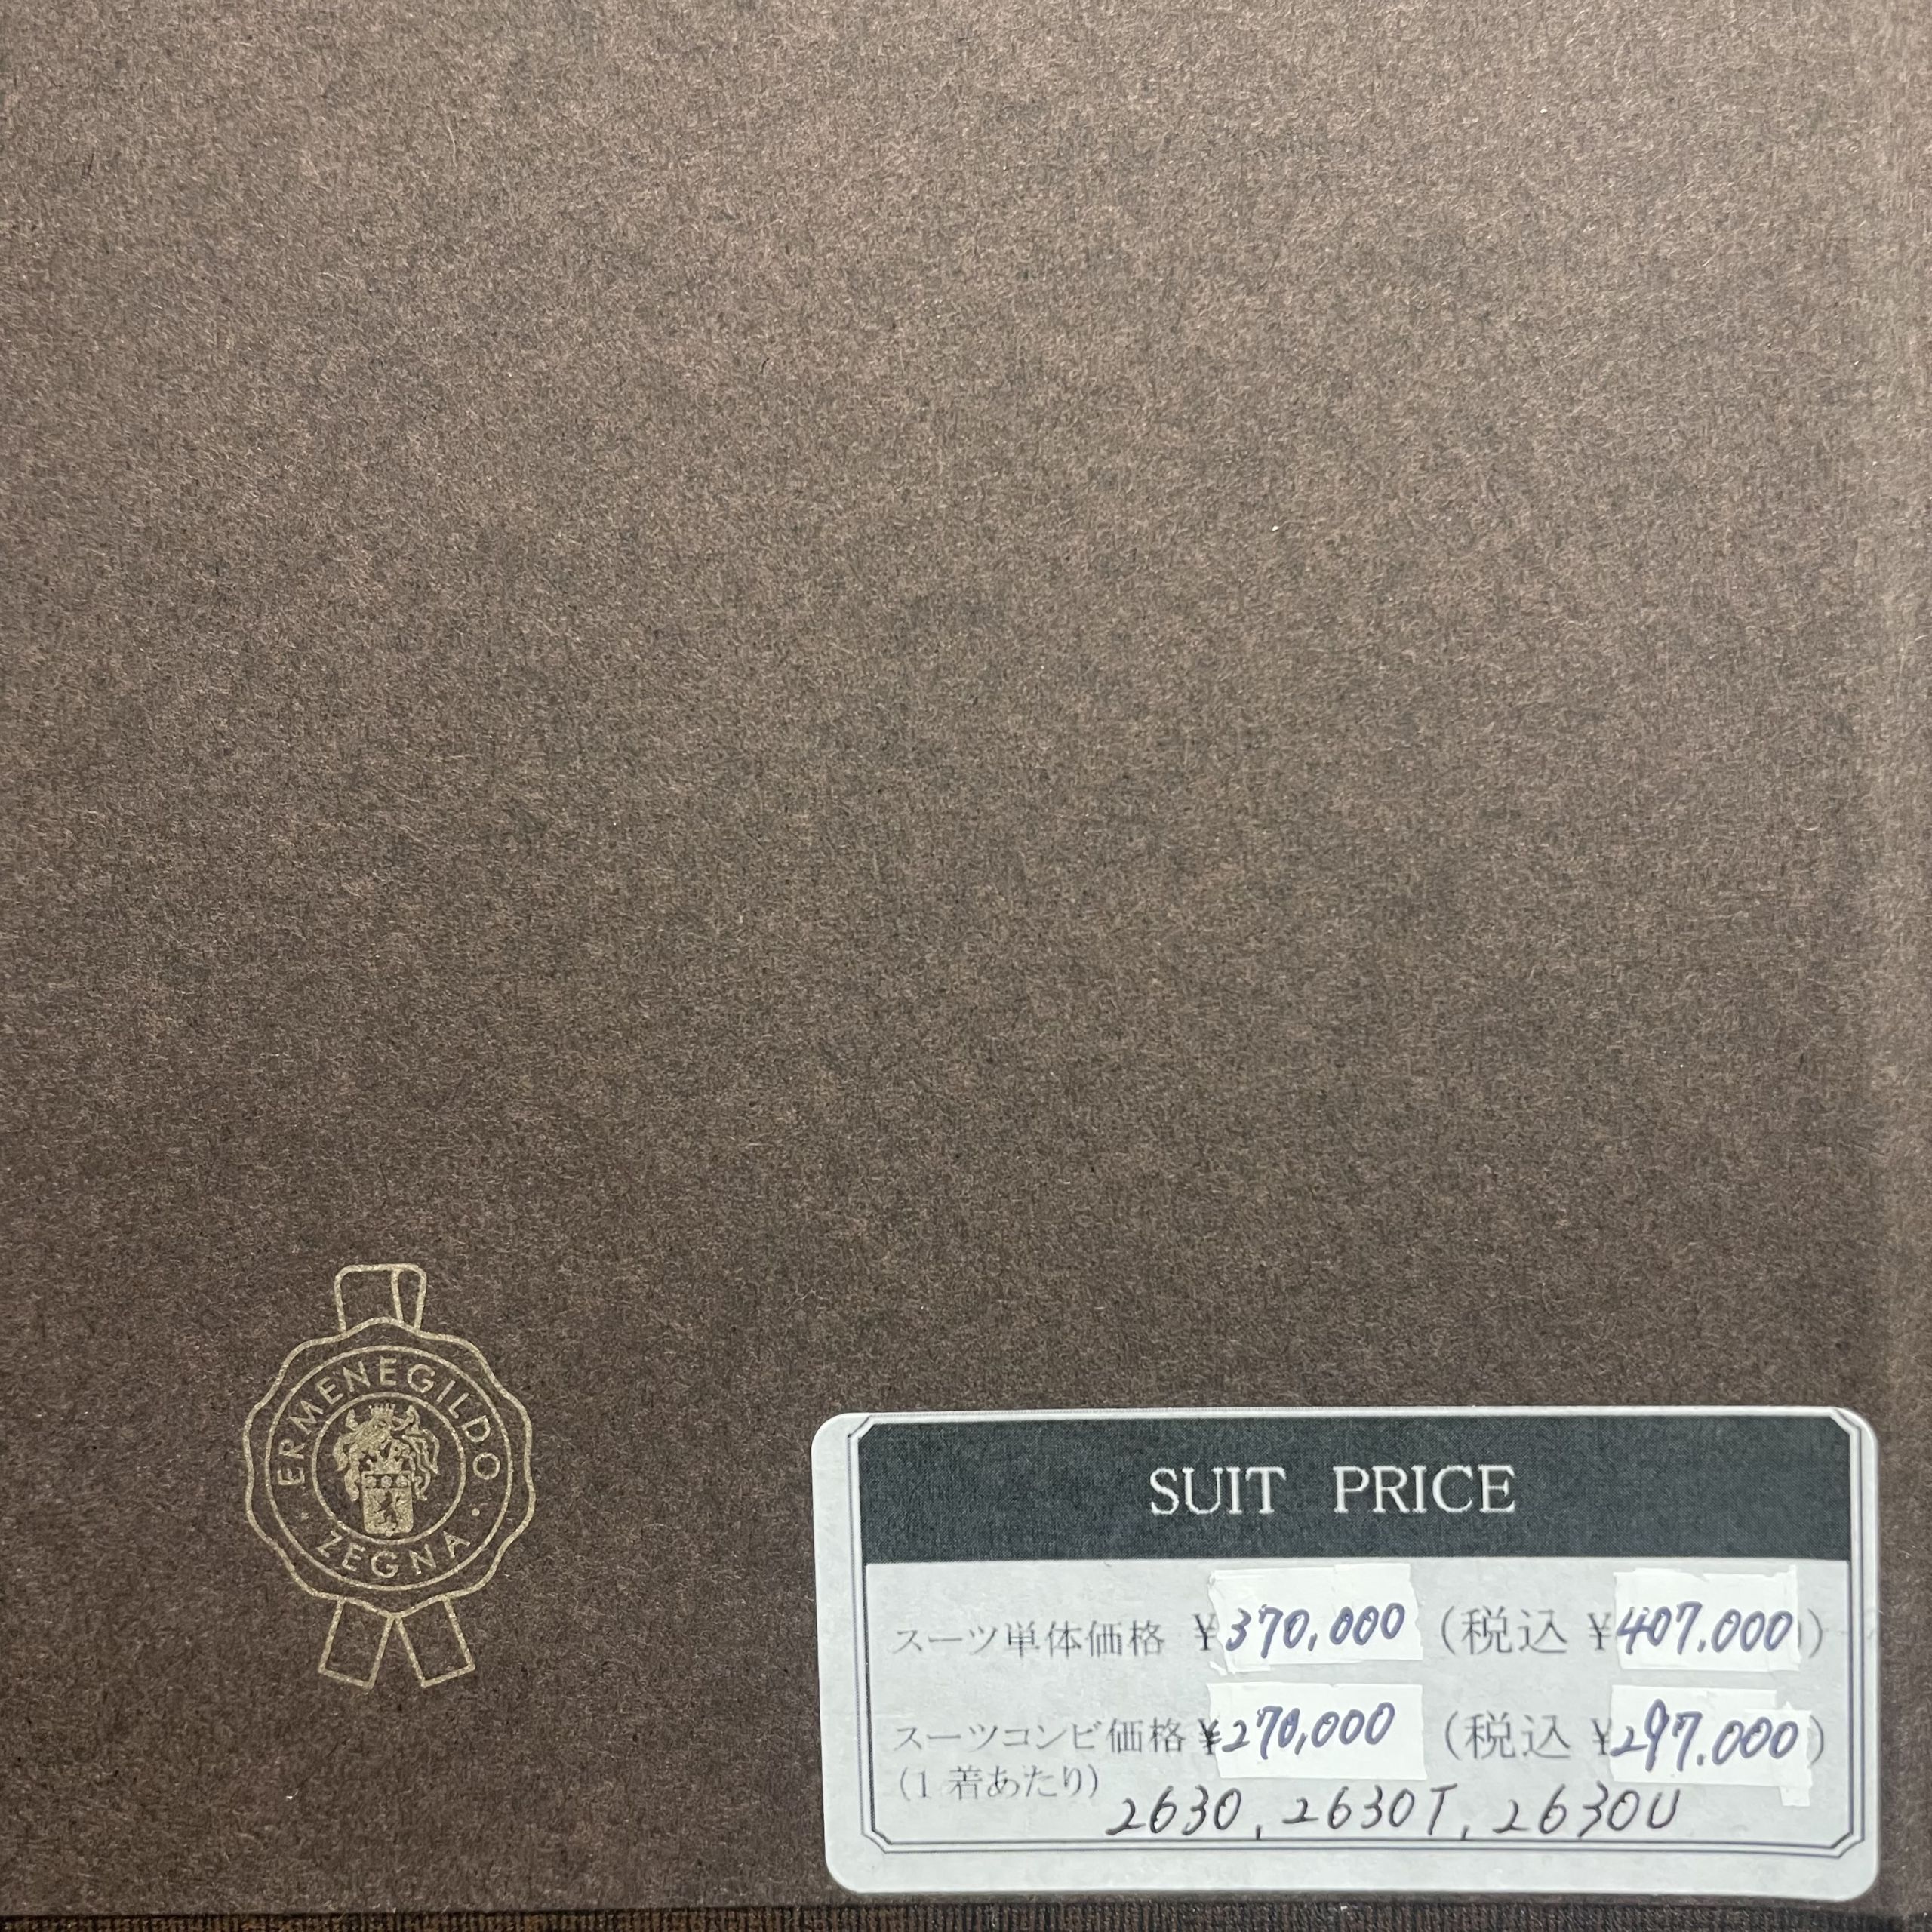 ERMENEGILDO
ZEGNA
SUIT PRICE
スーツ単体価格 ¥370,000 (税込 ¥407,000)
スーツコンビ価格 ¥270,000 (税込 ¥297,000)
(1着あたり)
2630, 2630T, 2630U